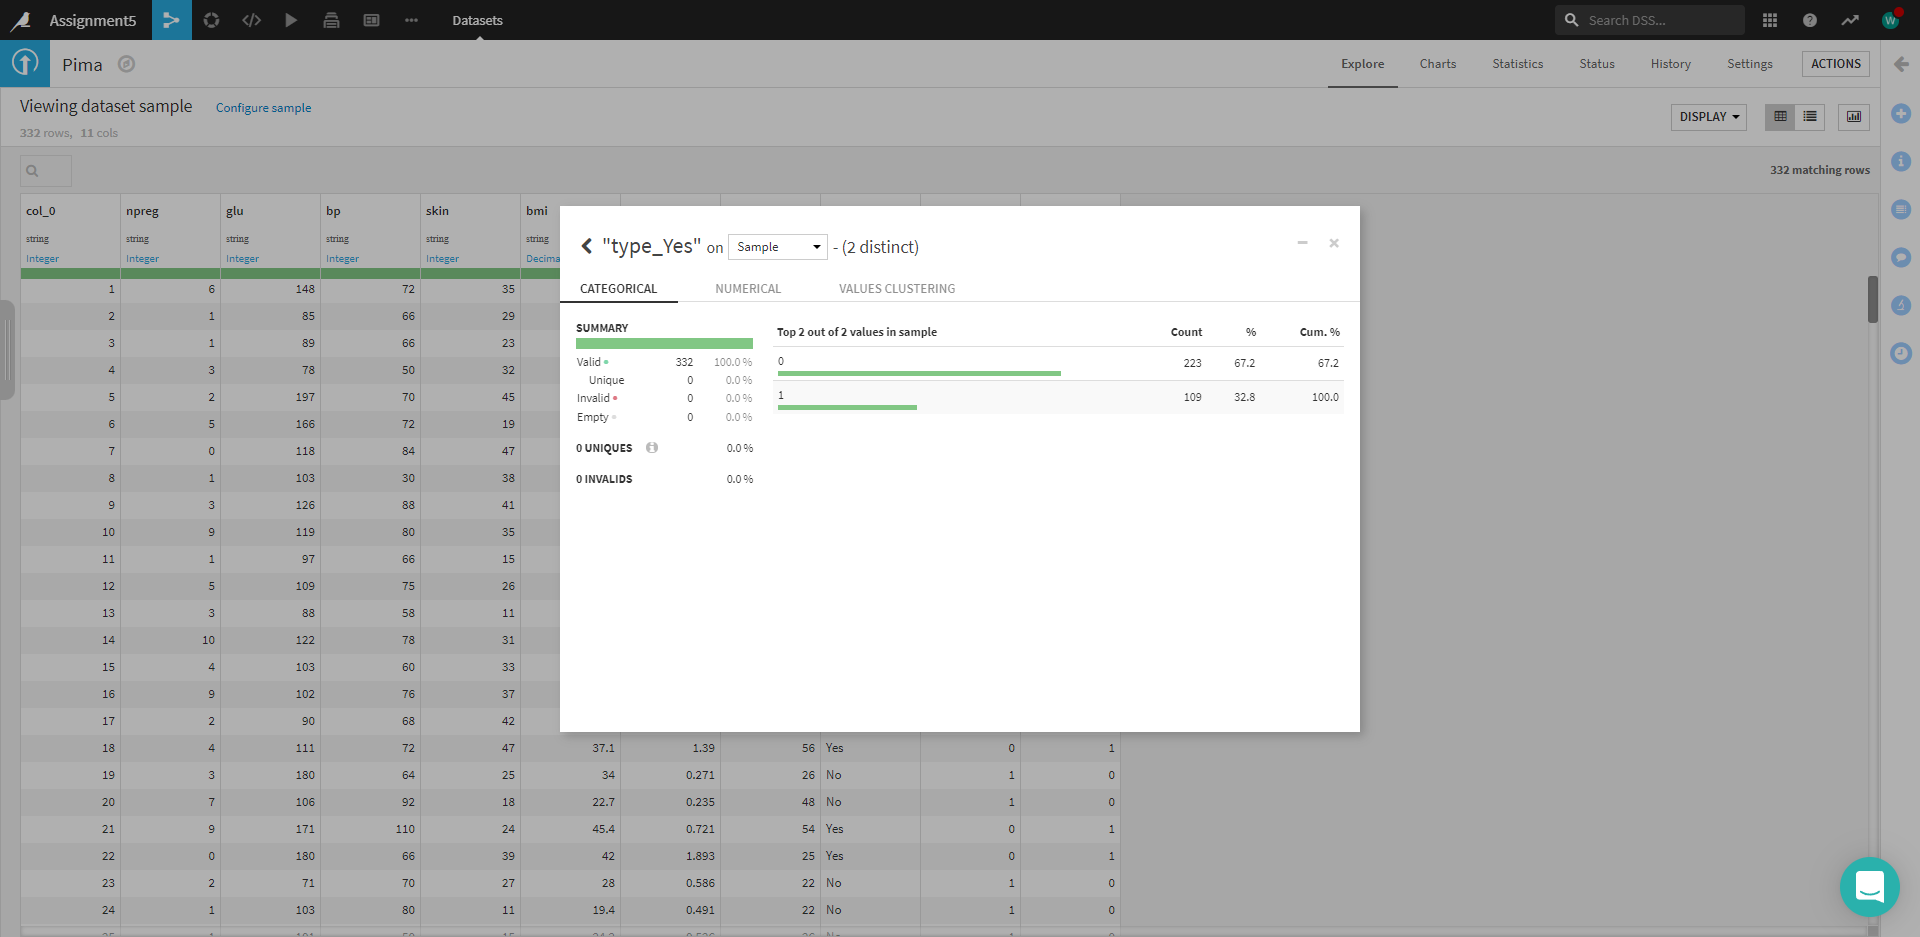 Assignment5
Datasets
Search DSS...
W
Pima
Explore Charts Statistics Status History Settings ACTIONS
Viewing dataset sample Configure sample
332 rows, 11 cols
DISPLAY
332 matching rows
col_0 npreg glu bp skin bmi
string string string string string string
Integer Integer Integer Integer Integer Decima
1 6 148 72 35
2 1 85 66 29
3 1 89 66 23
4 3 78 50 32
5 2 197 70 45
6 5 166 72 19
7 0 118 84 47
8 1 103 30 38
9 3 126 88 41
10 9 119 80 35
11 1 97 66 15
12 5 109 75 26
13 3 88 58 11
14 10 122 78 31
15 4 103 60 33
16 9 102 76 37
17 2 90 68 42
18 4 111 72 47 37.1 1.39 56 Yes 0 1
19 3 180 64 25 34 0.271 26 No 1 0
20 7 106 92 18 22.7 0.235 48 No 1 0
21 9 171 110 24 45.4 0.721 54 Yes 0 1
22 0 180 66 39 42 1.893 25 Yes 0 1
23 2 71 70 27 28 0.586 22 No 1 0
24 1 103 80 11 19.4 0.491 22 No 1 0
"type_Yes" on Sample - (2 distinct)
CATEGORICAL NUMERICAL VALUES CLUSTERING
SUMMARY
Valid 332 100.0 %
Unique 0 0.0 %
Invalid 0 0.0 %
Empty 0 0.0 %
0 UNIQUES 0.0 %
0 INVALIDS 0.0 %
Top 2 out of 2 values in sample Count % Cum. %
0 223 67.2 67.2
1 109 32.8 100.0